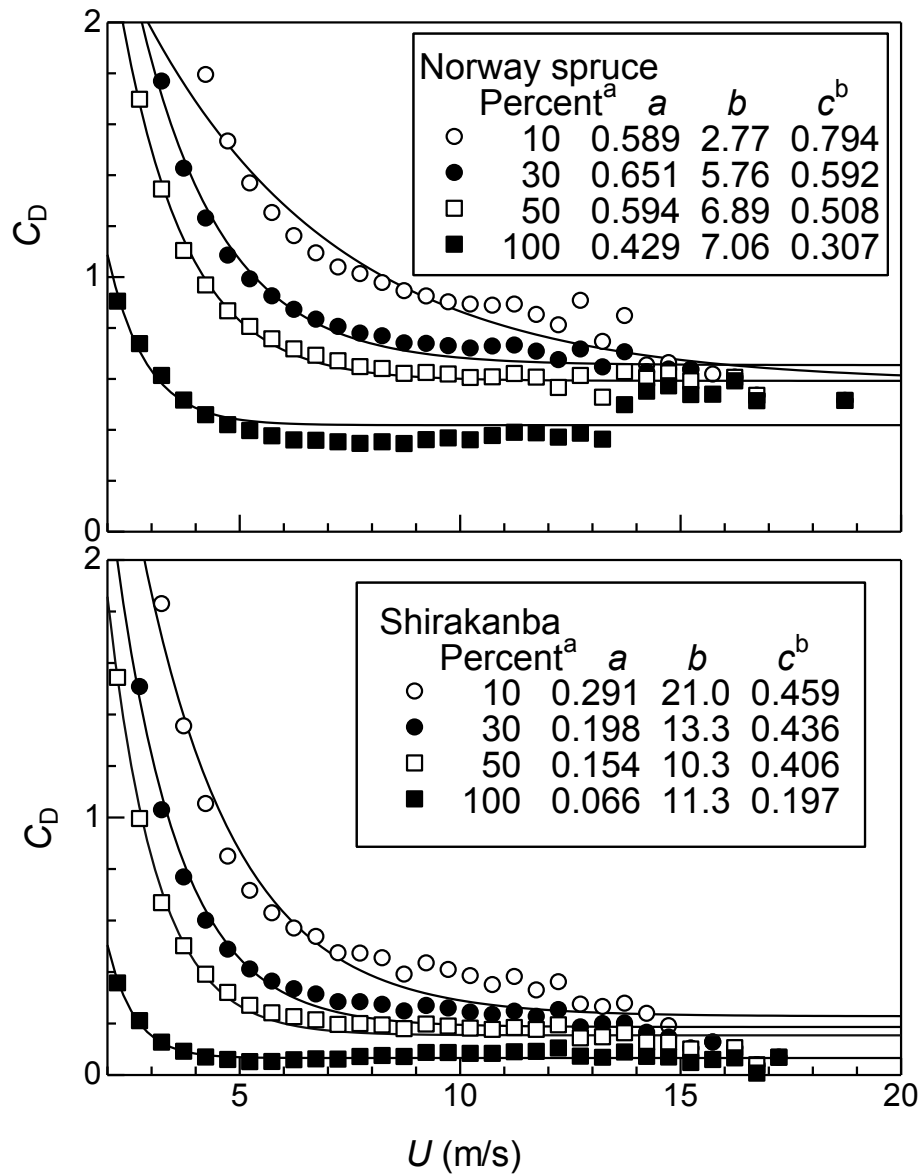 2
Norway spruce
Percentᵃ a b cᵇ
10 0.589 2.77 0.794
30 0.651 5.76 0.592
50 0.594 6.89 0.508
100 0.429 7.06 0.307
C_D
1
0
2
Shirakanba
Percentᵃ a b cᵇ
10 0.291 21.0 0.459
30 0.198 13.3 0.436
50 0.154 10.3 0.406
100 0.066 11.3 0.197
C_D
1
0
5 10 15 20
U (m/s)